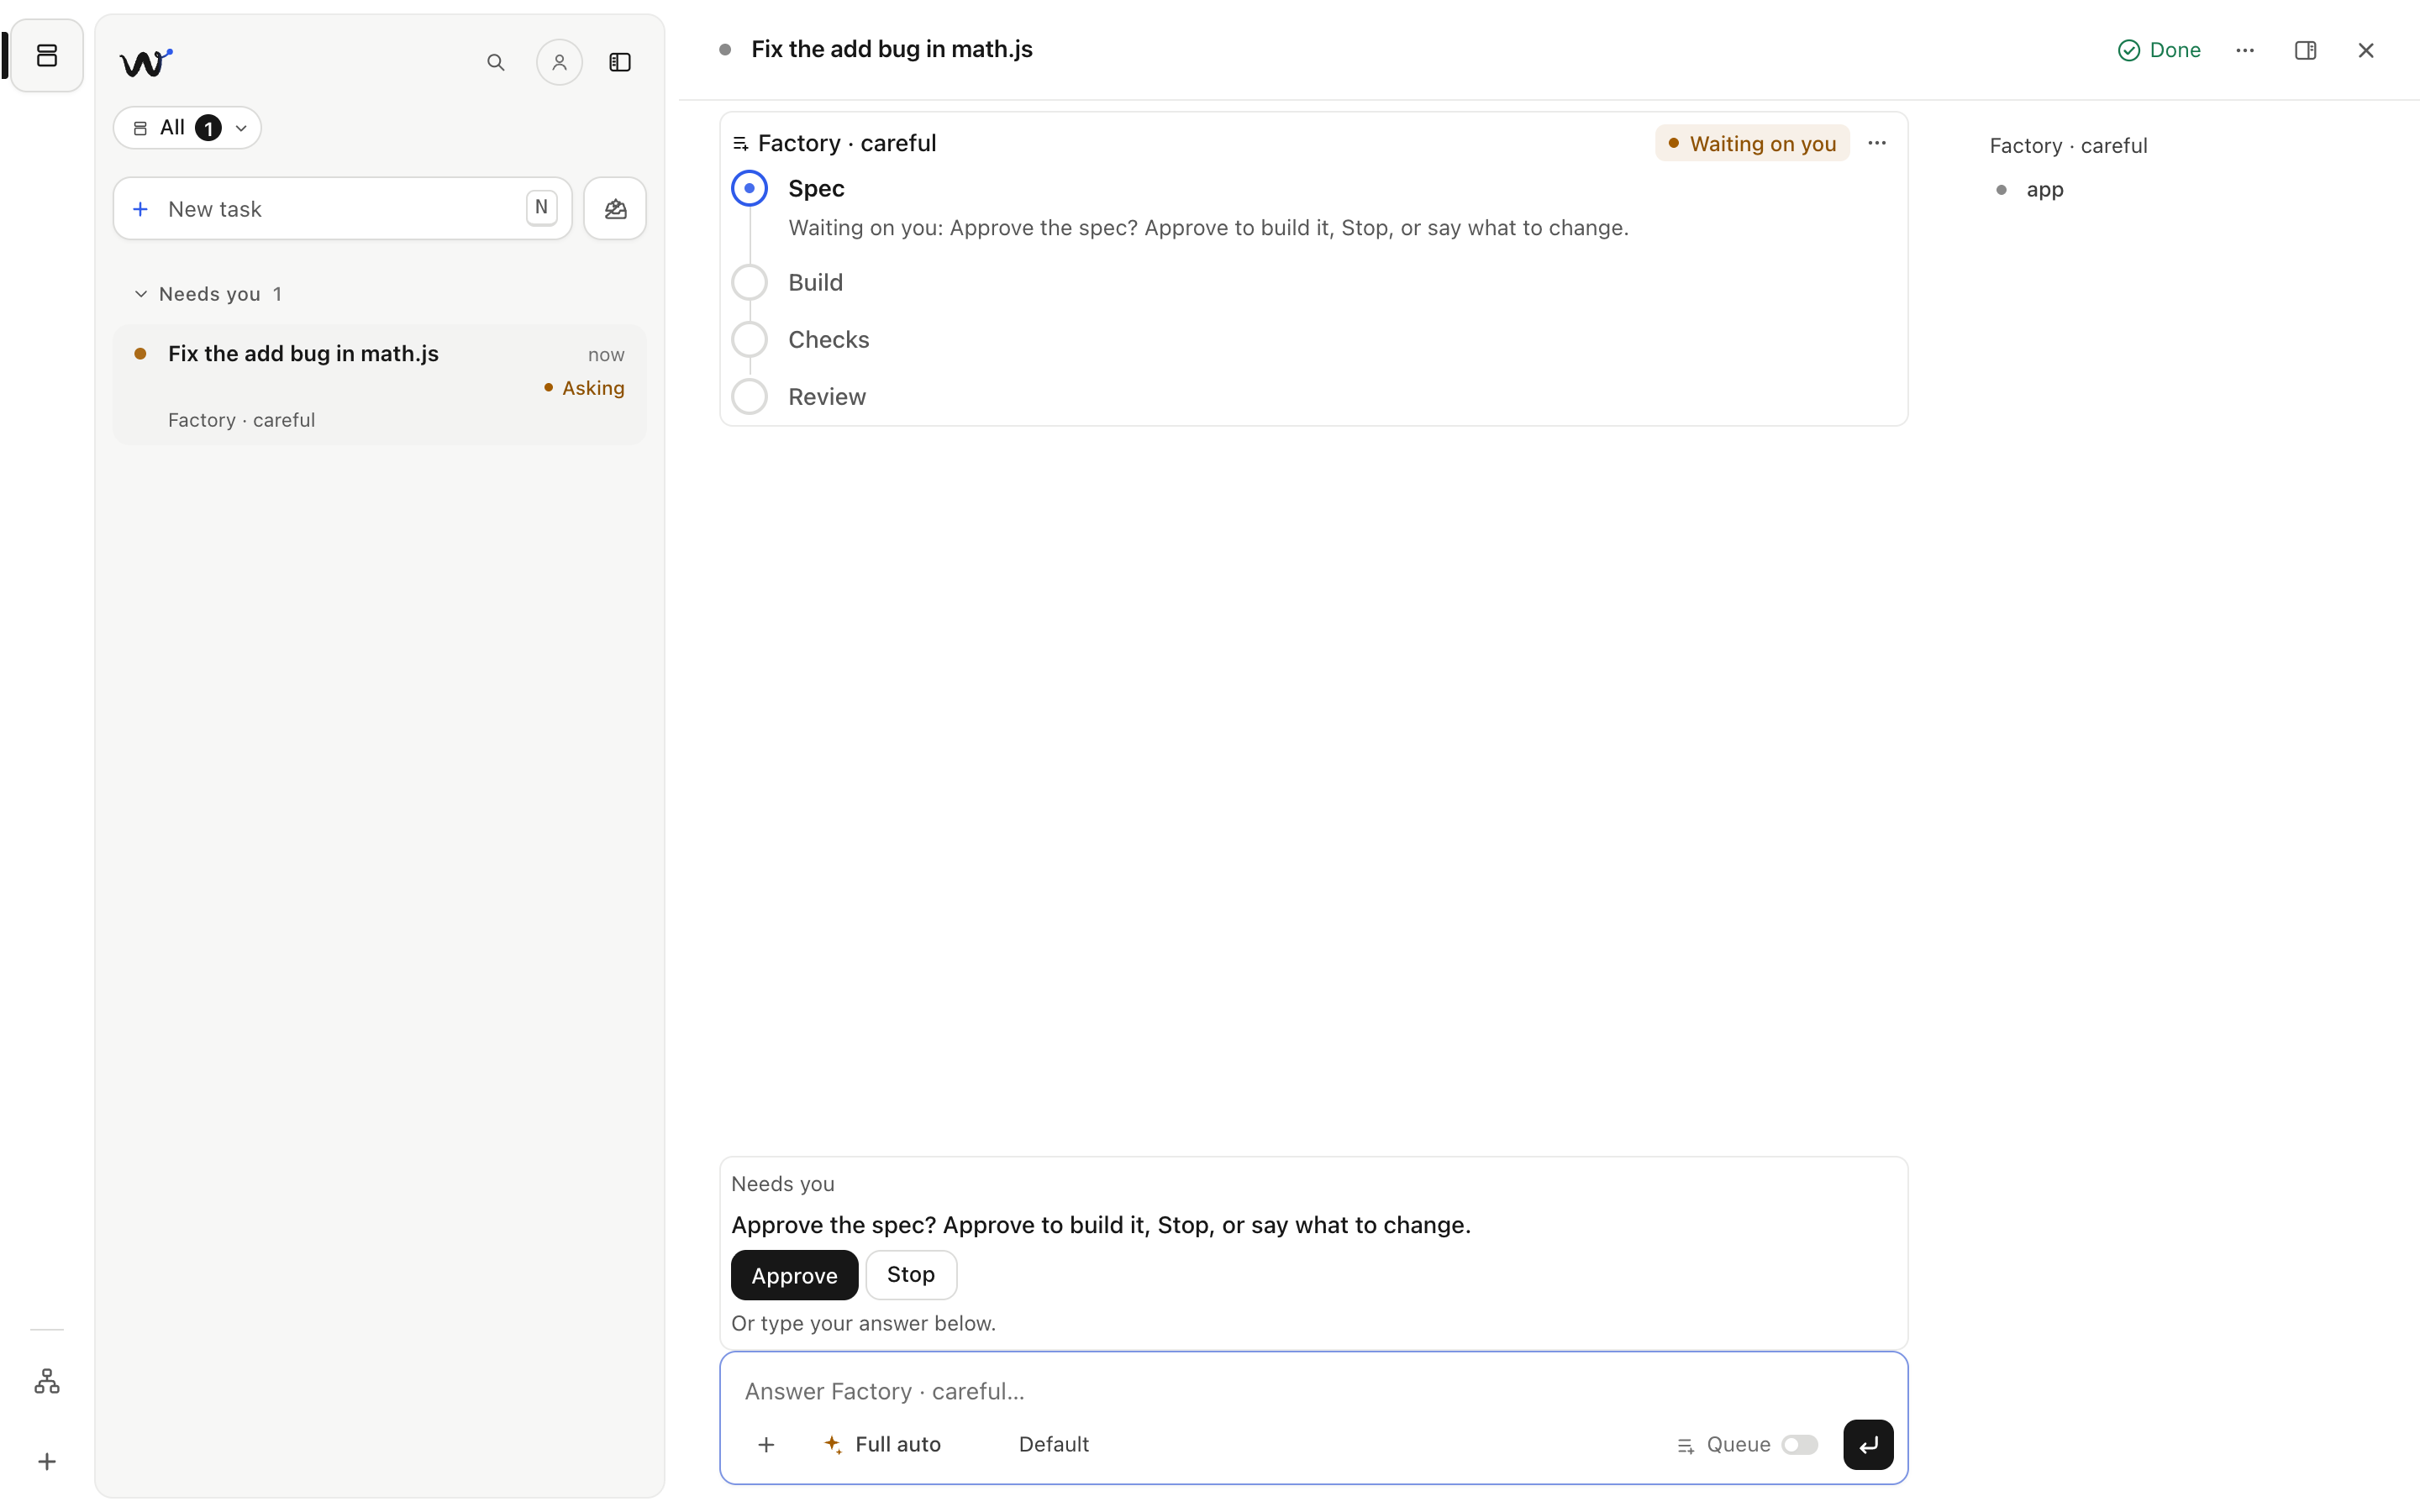 All 1
New task N
Needs you 1
Fix the add bug in math.js now
Asking
Factory · careful
Fix the add bug in math.js
Done
Factory · careful
Waiting on you
Spec
Waiting on you: Approve the spec? Approve to build it, Stop, or say what to change.
Build
Checks
Review
Factory · careful
app
Needs you
Approve the spec? Approve to build it, Stop, or say what to change.
Approve Stop
Or type your answer below.
Answer Factory · careful...
Full auto Default Queue